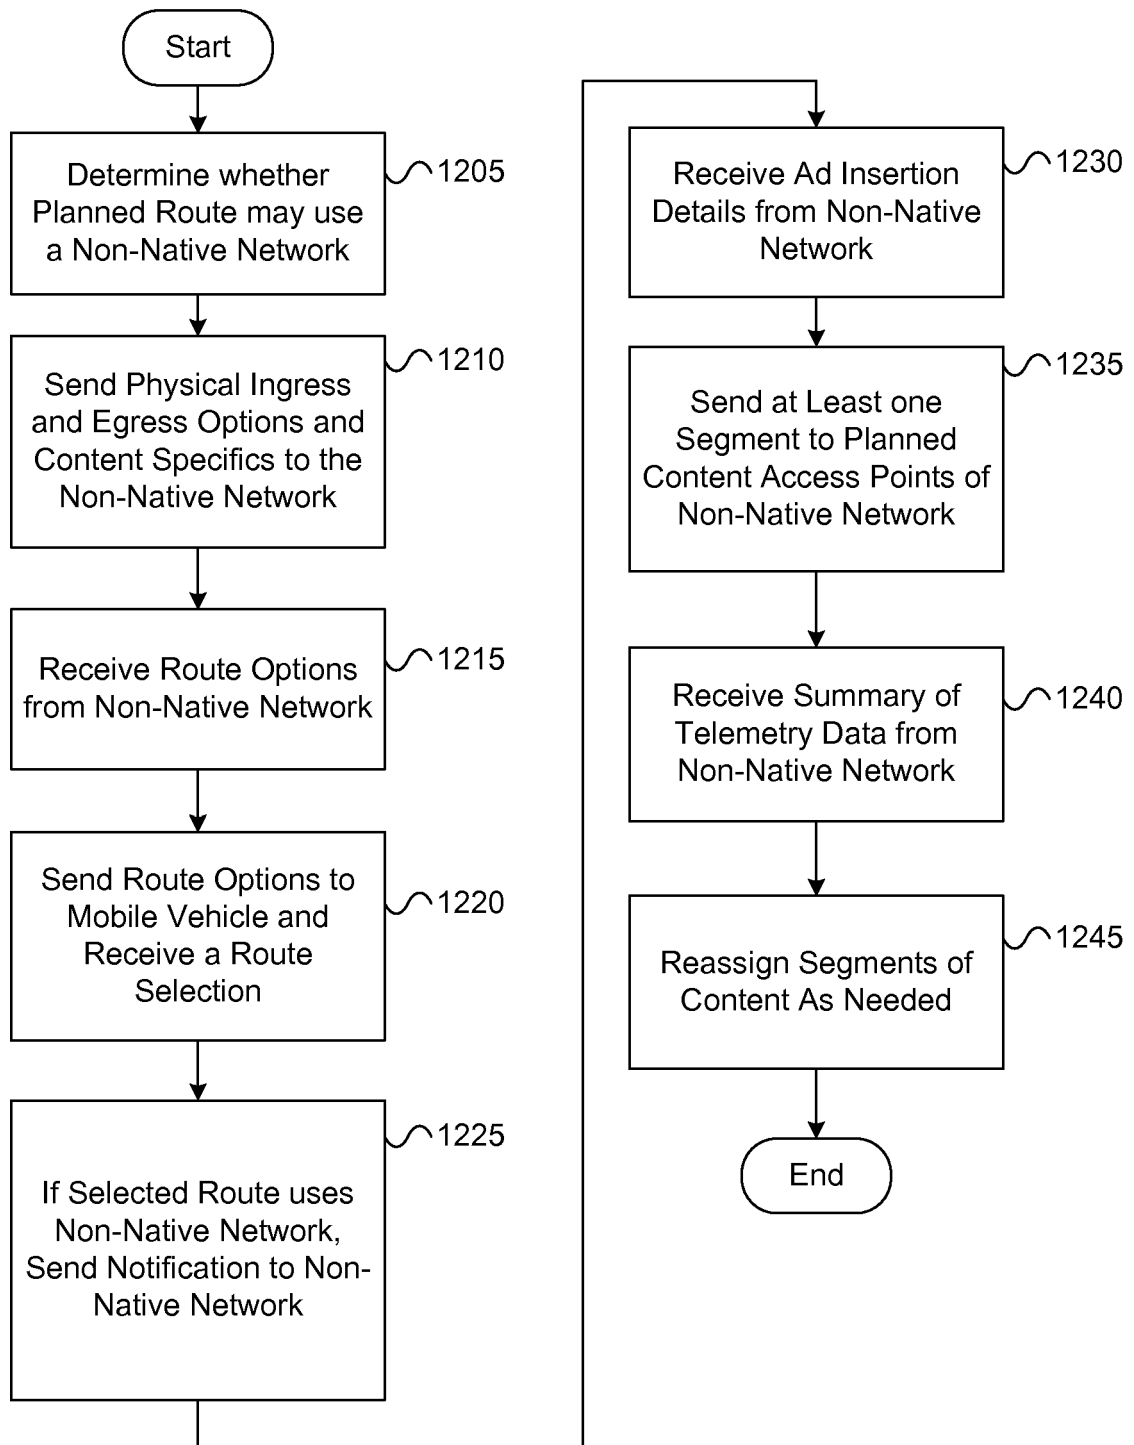 Start
Determine whether
Planned Route may use
a Non-Native Network
1205
Send Physical Ingress
and Egress Options and
Content Specifics to the
Non-Native Network
1210
Receive Route Options
from Non-Native Network
1215
Send Route Options to
Mobile Vehicle and
Receive a Route
Selection
1220
If Selected Route uses
Non-Native Network,
Send Notification to Non-
Native Network
1225
Receive Ad Insertion
Details from Non-Native
Network
1230
Send at Least one
Segment to Planned
Content Access Points of
Non-Native Network
1235
Receive Summary of
Telemetry Data from
Non-Native Network
1240
Reassign Segments of
Content As Needed
1245
End